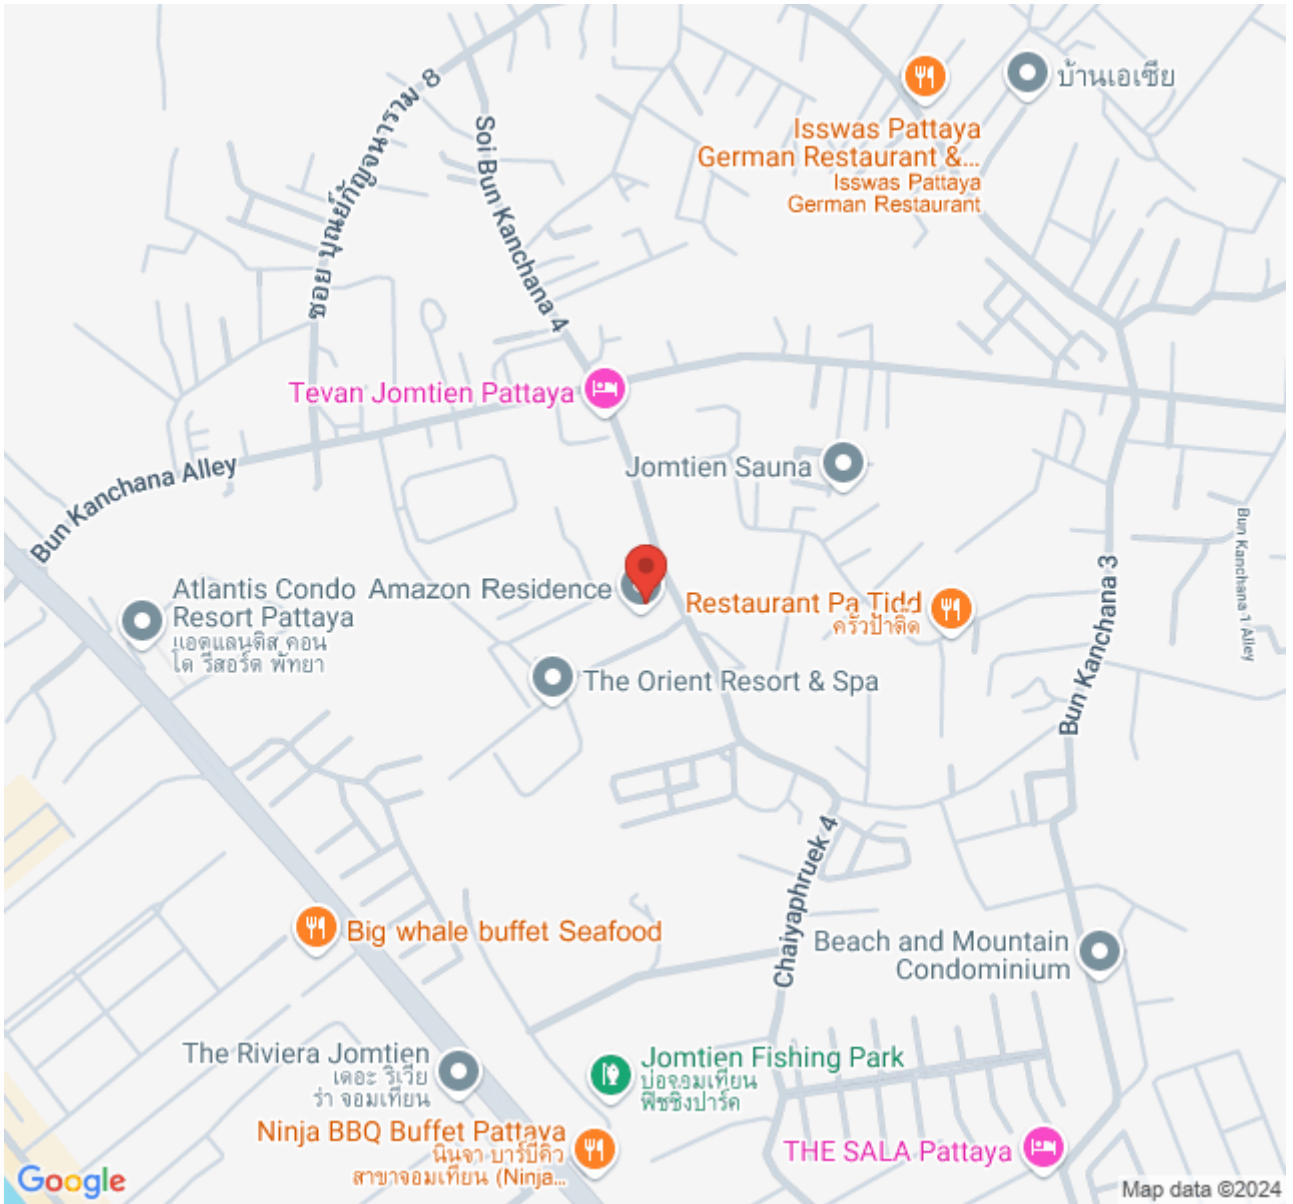 ซอย บุณย์กัญจนาราม 8
Soi Bun Kanchana 4
บ้านเอเซีย
Isswas Pattaya
German Restaurant &...
Isswas Pattaya
German Restaurant
Tevan Jomtien Pattaya
Jomtien Sauna
Bun Kanchana Alley
Bun Kanchana 1 Alley
Bun Kanchana 3
Atlantis Condo
Resort Pattaya
แอตแลนติส คอน
โด รีสอร์ต พัทยา
Amazon Residence
Restaurant Pa Tidd
ครัวป้าติ๊ด
The Orient Resort & Spa
Chaiyaphruek 4
Big whale buffet Seafood
Beach and Mountain
Condominium
The Riviera Jomtien
เดอะ ริเวีย
ร่า จอมเทียน
Jomtien Fishing Park
บ่อจอมเทียน
ฟิชชิ่งปาร์ค
Ninja BBQ Buffet Pattaya
นินจา บาร์บีคิว
สาขาจอมเทียน (Ninja...
THE SALA Pattaya
Google
Map data ©2024